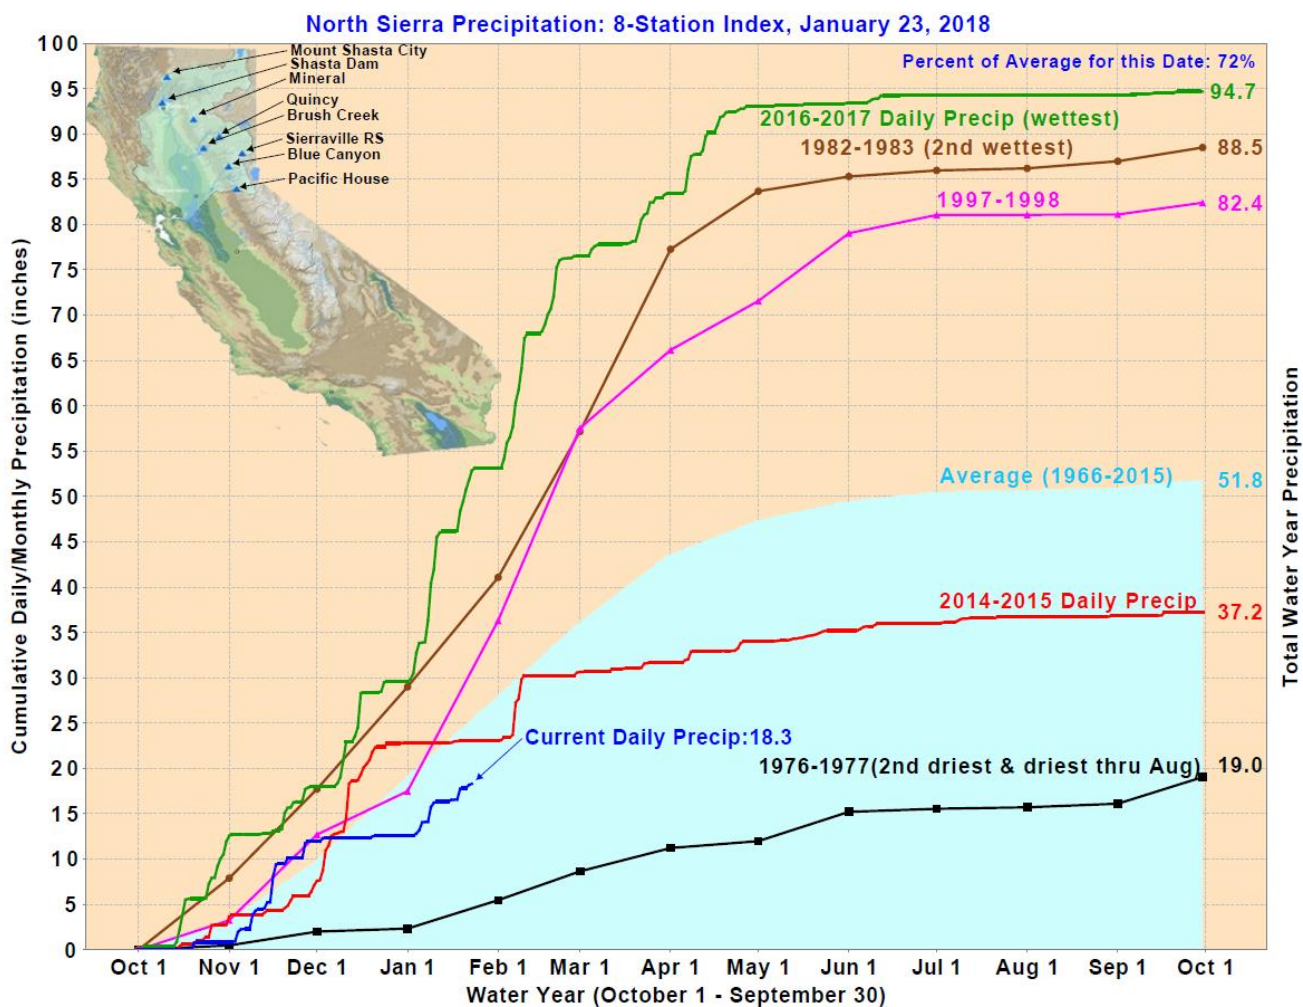 North Sierra Precipitation: 8-Station Index, January 23, 2018
Percent of Average for this Date: 72%
Mount Shasta City
Shasta Dam
Mineral
Quincy
Brush Creek
Sierraville RS
Blue Canyon
Pacific House
2016-2017 Daily Precip (wettest)
94.7
1982-1983 (2nd wettest)
88.5
1997-1998
82.4
Average (1966-2015)
51.8
2014-2015 Daily Precip
37.2
Current Daily Precip:18.3
1976-1977(2nd driest & driest thru Aug)
19.0
Cumulative Daily/Monthly Precipitation (inches)
100
95
90
85
80
75
70
65
60
55
50
45
40
35
30
25
20
15
10
5
0
Total Water Year Precipitation
Oct 1 Nov 1 Dec 1 Jan 1 Feb 1 Mar 1 Apr 1 May 1 Jun 1 Jul 1 Aug 1 Sep 1 Oct 1
Water Year (October 1 - September 30)